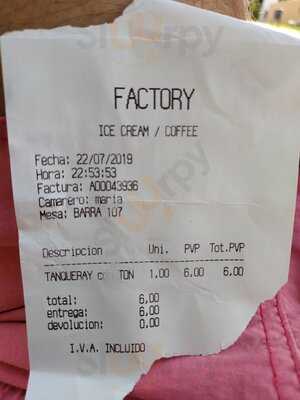 FACTORY
ICE CREAM / COFFEE
Fecha: 22/07/2019
Hora: 22:53:53
Factura: A00043936
Camarero: maria
Mesa: BARRA 107
Descripcion Uni. PVP Tot.PVP
TANQUERAY TON 1.00 6.00 6.00
total: 6.00
entrega: 6.00
devolucion: 0.00
I.V.A. INCLUIDO